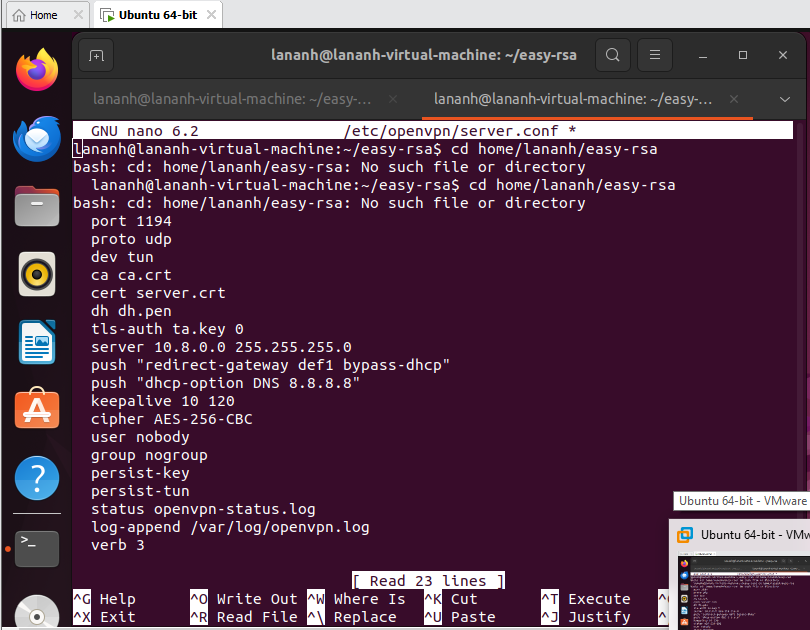 Home
Ubuntu 64-bit
lananh@lananh-virtual-machine: ~/easy-rsa
lananh@lananh-virtual-machine: ~/easy-...
lananh@lananh-virtual-machine: ~/easy-...
GNU nano 6.2 /etc/openvpn/server.conf *
lananh@lananh-virtual-machine:~/easy-rsa$ cd home/lananh/easy-rsa
bash: cd: home/lananh/easy-rsa: No such file or directory
lananh@lananh-virtual-machine:~/easy-rsa$ cd home/lananh/easy-rsa
bash: cd: home/lananh/easy-rsa: No such file or directory
port 1194
proto udp
dev tun
ca ca.crt
cert server.crt
dh dh.pen
tls-auth ta.key 0
server 10.8.0.0 255.255.255.0
push "redirect-gateway def1 bypass-dhcp"
push "dhcp-option DNS 8.8.8.8"
keepalive 10 120
cipher AES-256-CBC
user nobody
group nogroup
persist-key
persist-tun
status openvpn-status.log
log-append /var/log/openvpn.log
verb 3
Ubuntu 64-bit - VMware
Ubuntu 64-bit - VMw
[ Read 23 lines ]
^G Help ^O Write Out ^W Where Is ^K Cut ^T Execute
^X Exit ^R Read File ^\ Replace ^U Paste ^J Justify